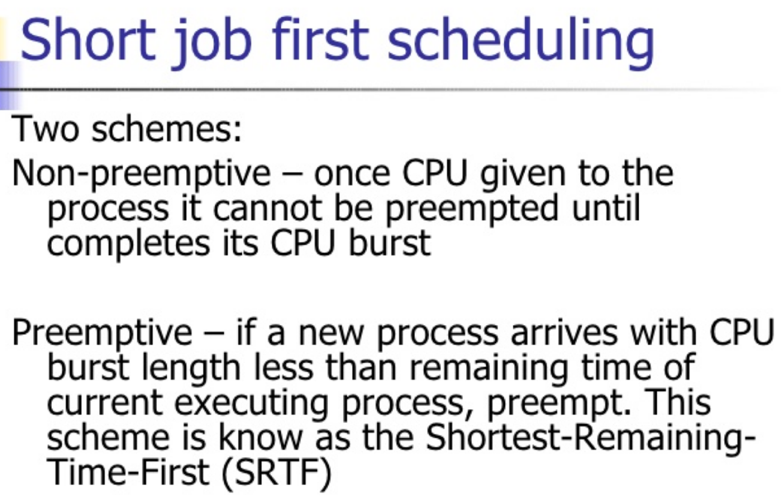 Short job first scheduling
Two schemes:
Non-preemptive – once CPU given to the
process it cannot be preempted until
completes its CPU burst
Preemptive – if a new process arrives with CPU
burst length less than remaining time of
current executing process, preempt. This
scheme is know as the Shortest-Remaining-
Time-First (SRTF)